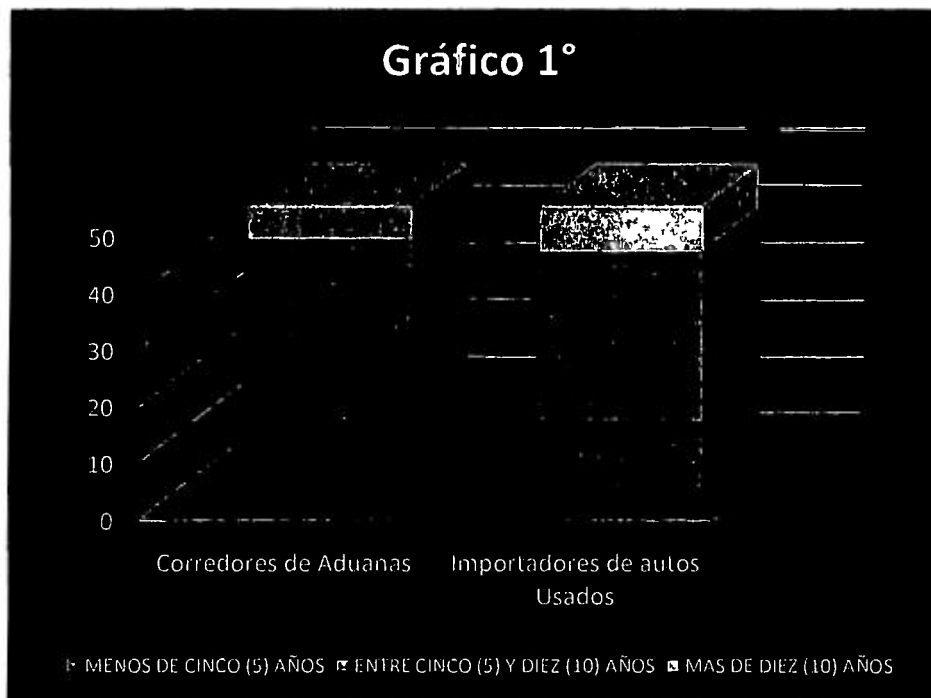 Gráfico 1°
50
40
30
20
10
0
Corredores de Aduanas
Importadores de autos
Usados
MENOS DE CINCO (5) AÑOS ENTRE CINCO (5) Y DIEZ (10) AÑOS MAS DE DIEZ (10) AÑOS